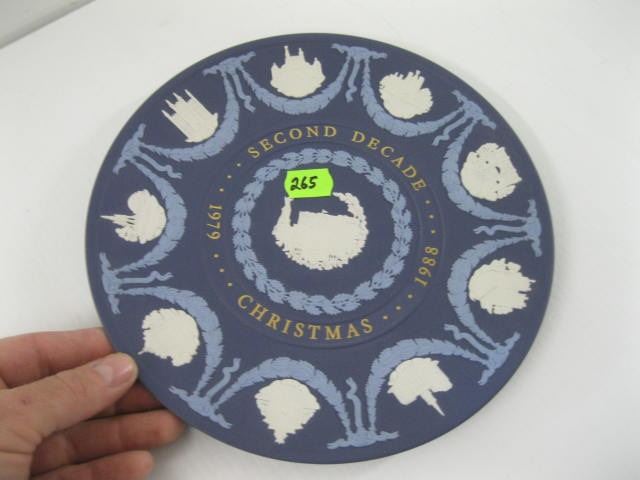 SECOND DECADE
1979
265
1988
CHRISTMAS